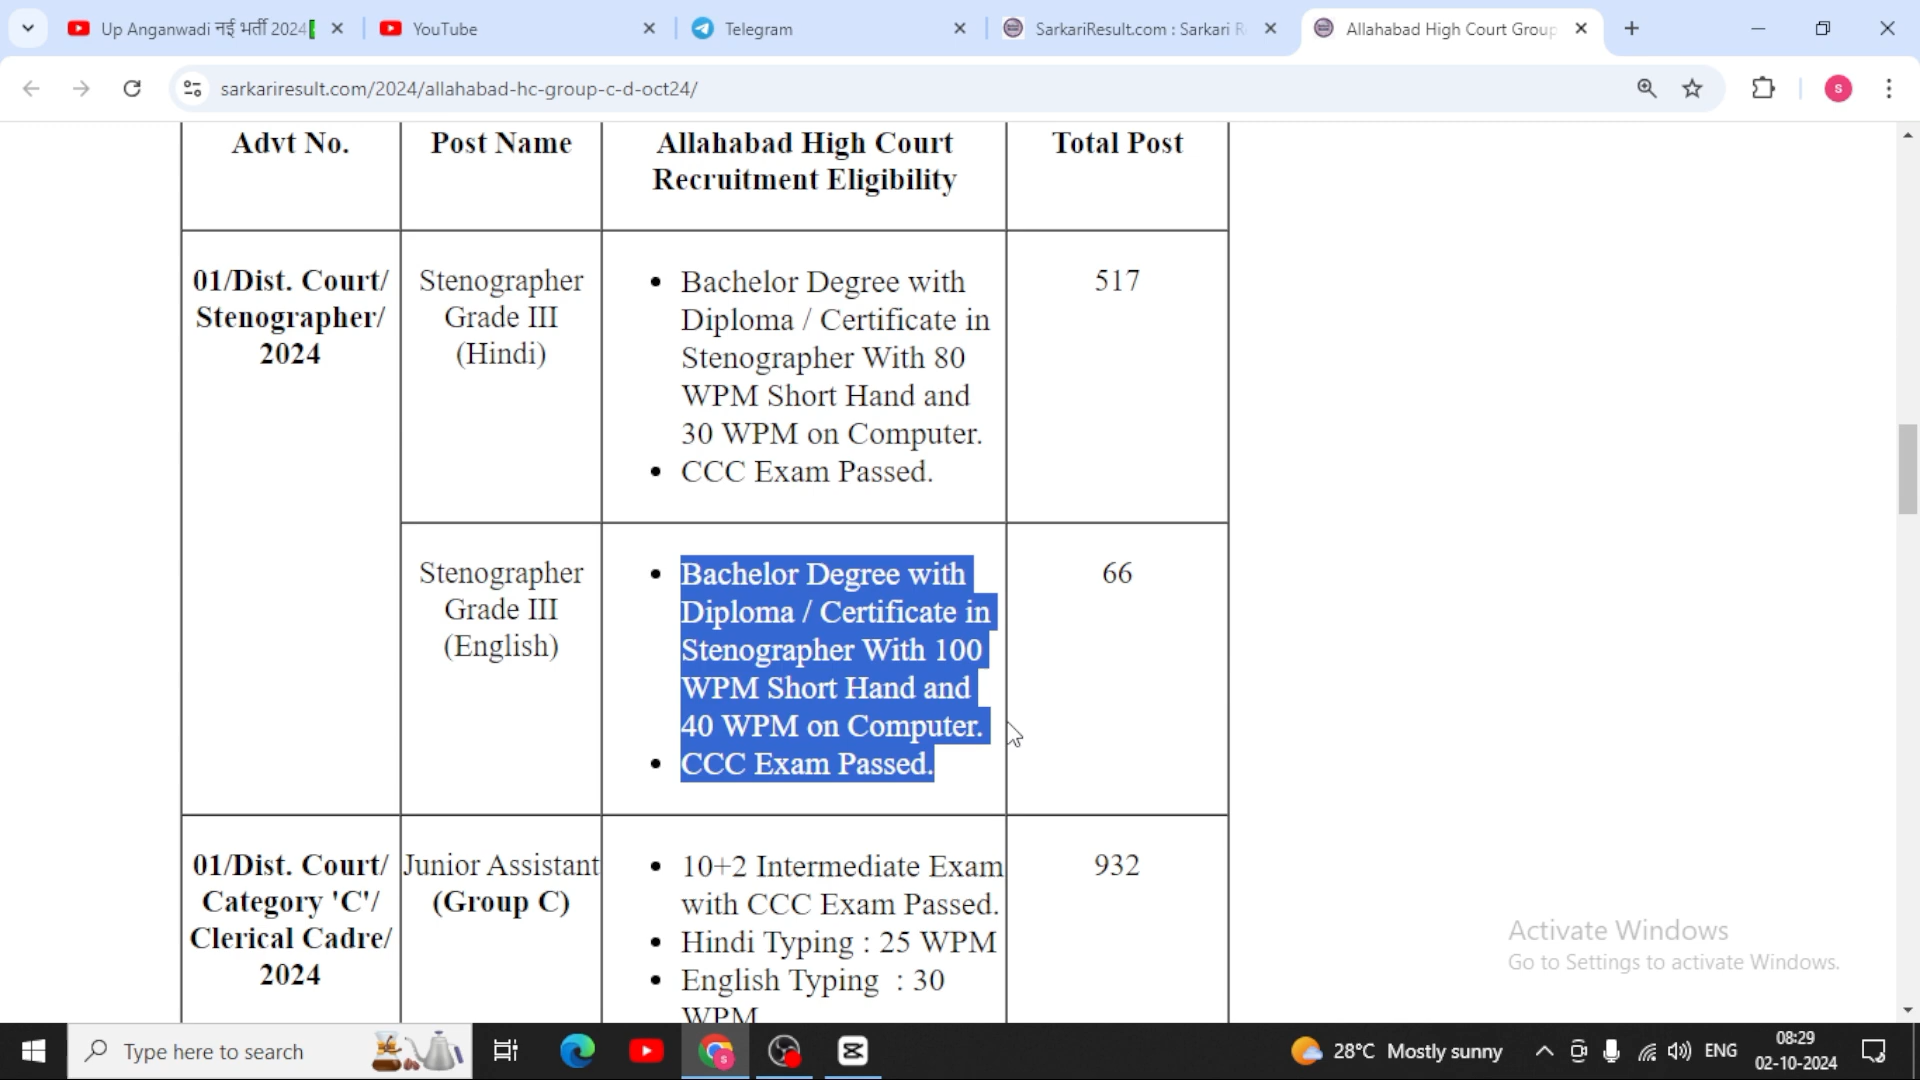 Up Anganwadi नई भर्ती 2024
YouTube
Telegram
SarkariResult.com : Sarkari R
Allahabad High Court Group
sarkariresult.com/2024/allahabad-hc-group-c-d-oct24/
S
Advt No.
Post Name
Allahabad High Court
Recruitment Eligibility
Total Post
01/Dist. Court/
Stenographer/
2024
Stenographer
Grade III
(Hindi)
Bachelor Degree with
Diploma / Certificate in
Stenographer With 80
WPM Short Hand and
30 WPM on Computer.
CCC Exam Passed.
517
Stenographer
Grade III
(English)
Bachelor Degree with
Diploma / Certificate in
Stenographer With 100
WPM Short Hand and
40 WPM on Computer.
CCC Exam Passed.
66
01/Dist. Court/
Category 'C'/
Clerical Cadre/
2024
Junior Assistant
(Group C)
10+2 Intermediate Exam
with CCC Exam Passed.
Hindi Typing : 25 WPM
English Typing : 30
WPM
932
Activate Windows
Go to Settings to activate Windows.
Type here to search
28°C Mostly sunny
ENG
08:29
02-10-2024